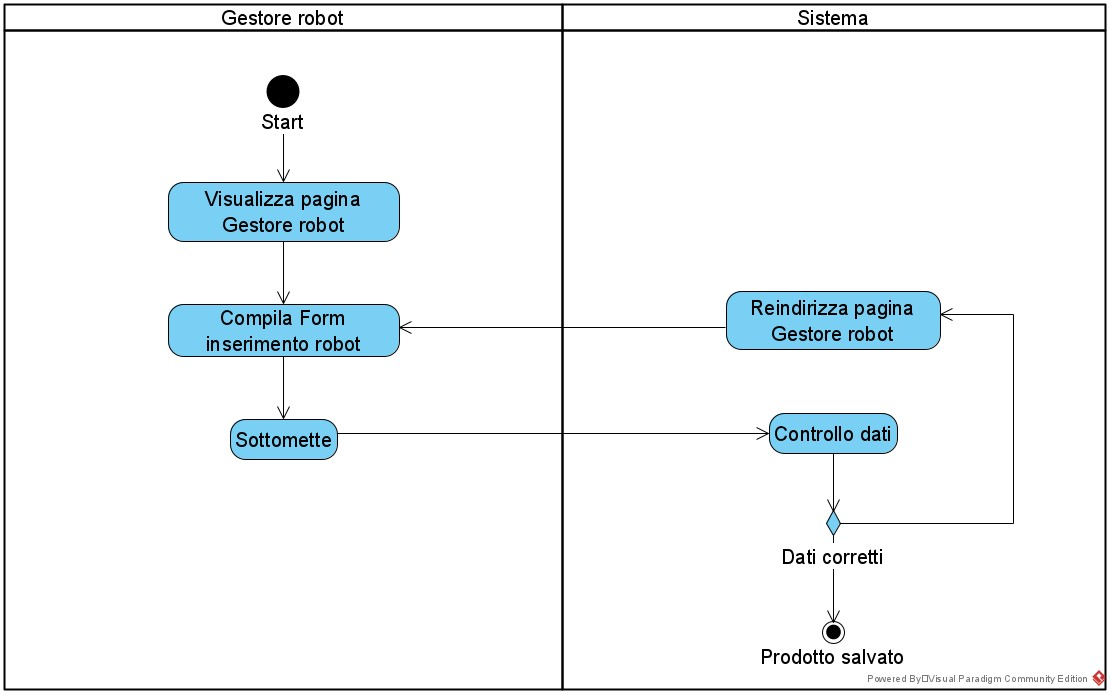 Gestore robot
Sistema
Start
Visualizza pagina
Gestore robot
Compila Form
inserimento robot
Reindirizza pagina
Gestore robot
Sottomette
Controllo dati
Dati corretti
Prodotto salvato
Powered By Visual Paradigm Community Edition